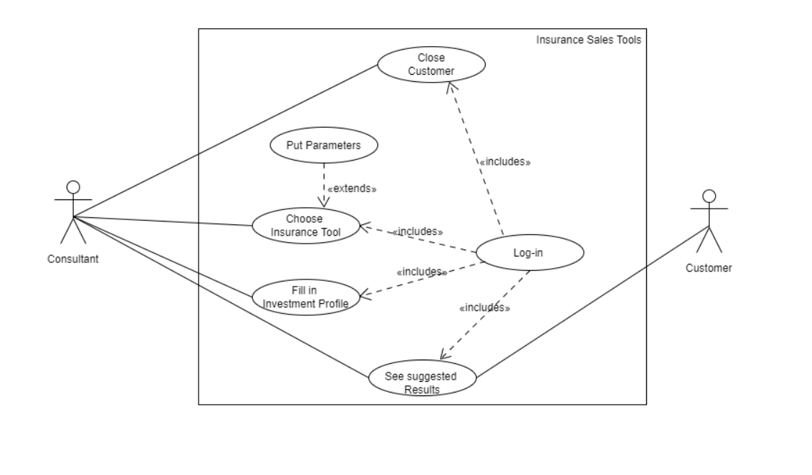 Insurance Sales Tools
Close
Customer
Put Parameters
«includes»
«extends»
Choose
Insurance Tool
«includes»
Log-in
Consultant
Customer
«includes»
Fill in
Investment Profile
«includes»
See suggested
Results